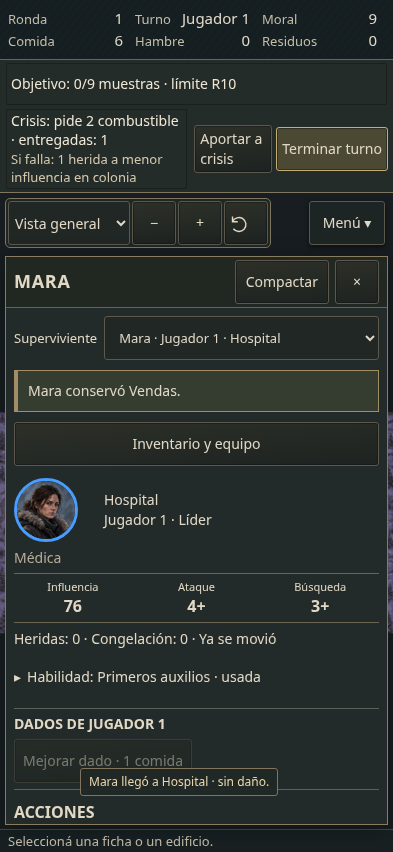 Ronda 1 Turno Jugador 1 Moral 9
Comida 6 Hambre 0 Residuos 0
Objetivo: 0/9 muestras · límite R10
Crisis: pide 2 combustible
· entregadas: 1
Si falla: 1 herida a menor
influencia en colonia
Aportar a
crisis
Terminar turno
Vista general − + Menú ▾
MARA Compactar ×
Superviviente Mara · Jugador 1 · Hospital
Mara conservó Vendas.
Inventario y equipo
Hospital
Jugador 1 · Líder
Médica
Influencia Ataque Búsqueda
76 4+ 3+
Heridas: 0 · Congelación: 0 · Ya se movió
▸ Habilidad: Primeros auxilios · usada
DADOS DE JUGADOR 1
Mejorar dado · 1 comida
Mara llegó a Hospital · sin daño.
ACCIONES
Seleccioná una ficha o un edificio.